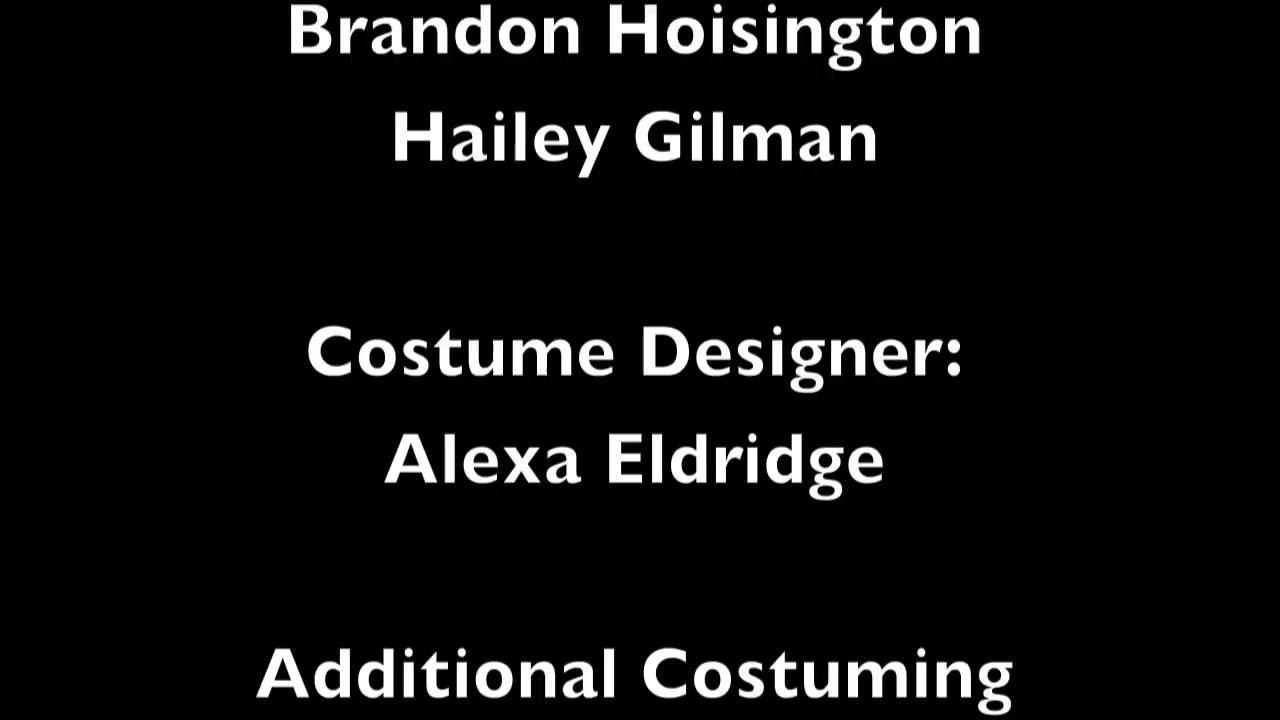 Brandon Hoisington
Hailey Gilman
Costume Designer:
Alexa Eldridge
Additional Costuming